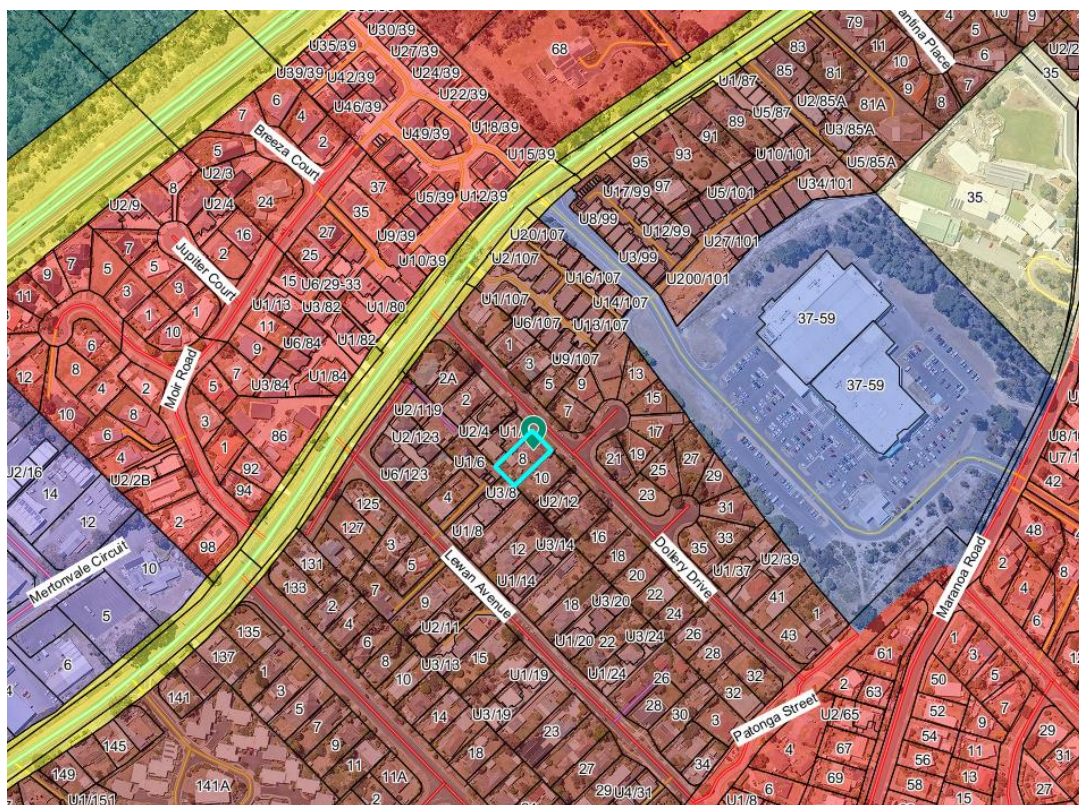 U30/39
U35/39
U27/39
U39/39
U42/39
U24/39
U46/39
U22/39
U49/39
U18/39
U15/39
U5/39
U12/39
U9/39
U10/39
68
79
11
10
9
8
7
6
5
4
10
9
83
85
81
81A
U1/87
U2/85A
U5/87
U3/85A
U5/85A
89
91
93
95
97
U10/101
U5/101
U34/101
U17/99
U8/99
U12/99
U3/99
U27/101
U200/101
35
35
35
37-59
37-59
Breeza Court
7
6
4
2
5
U2/3
U2/4
24
8
U2/9
37
35
27
25
16
2
Jupiter Court
7
5
5
3
3
1
1
9
7
11
3
10
15
U6/29-33
U1/13
U3/82
U1/80
11
U6/84
U1/82
9
7
U3/84
U1/84
5
3
1
86
92
94
98
Moir Road
6
8
4
2
10
6
8
4
U2/2B
2
12
U2/16
14
12
10
5
6
4
Mertonvale Circuit
U20/107
U2/107
U16/107
U1/107
U14/107
U6/107
U13/107
U9/107
1
3
5
9
7
13
15
17
19
21
25
27
29
23
31
33
35
U1/37
U2/39
41
43
1
2A
2
U2/119
U2/4
U2/123
U6/123
U1/6
8
10
U3/8
U2/12
4
U1/8
12
U3/14
16
18
20
U1/14
18
U3/20
22
24
U1/20
22
U3/24
26
28
U1/24
26
32
32
28
30
3
34
Dollery Drive
Lewan Avenue
Patonga Street
Maranoa Road
125
127
131
133
3
5
7
9
2
4
6
8
10
U2/11
U3/13
15
U1/19
U3/19
14
18
23
27
29
U4/31
135
137
1
3
5
7
9
11
11A
2
141
145
149
U1/151
141A
61
63
2
U2/65
4
67
6
69
U1/8
50
52
54
56
58
1
3
5
9
7
11
13
15
42
48
2
4
6
29
31
27
U8/1
U7/1